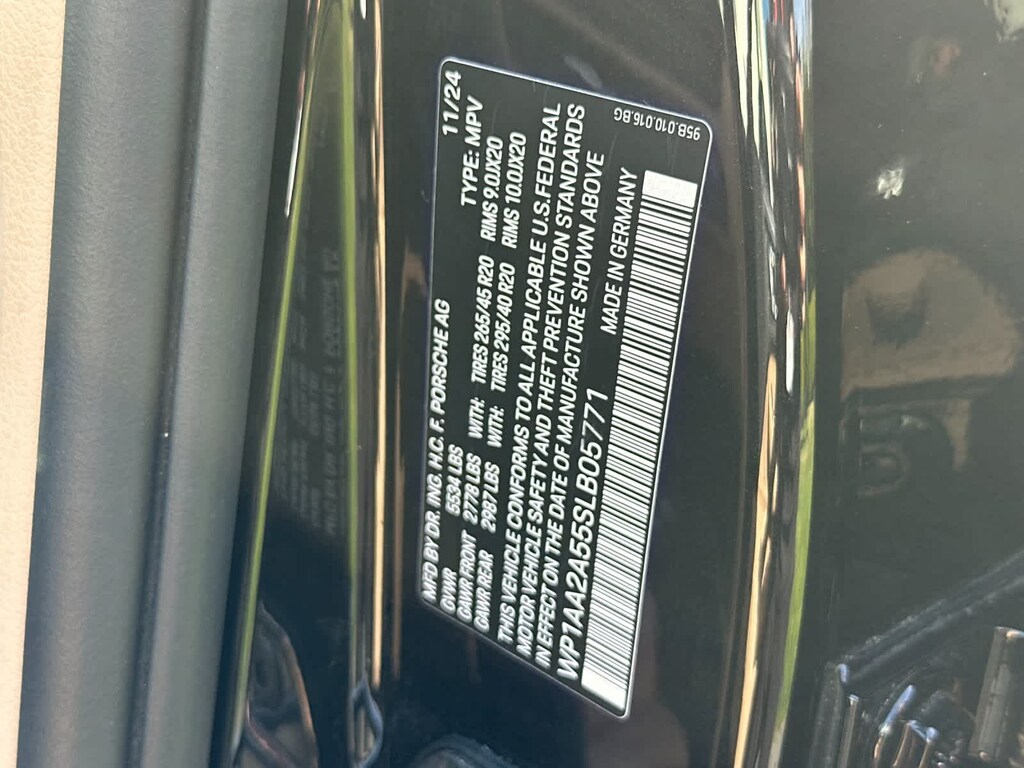 MFD BY DR. ING. H.C. F. PORSCHE AG 11/24
GVWR 5534 LBS TYPE: MPV
GAWR FRONT 2778 LBS WITH: TIRES 265/45 R20 RIMS 9.0JX20
GAWR REAR 2987 LBS WITH: TIRES 295/40 R20 RIMS 10.0JX20
THIS VEHICLE CONFORMS TO ALL APPLICABLE U.S. FEDERAL
MOTOR VEHICLE SAFETY AND THEFT PREVENTION STANDARDS
IN EFFECT ON THE DATE OF MANUFACTURE SHOWN ABOVE
WP1AA2A55SLB05771 MADE IN GERMANY
95B.010.016.BG